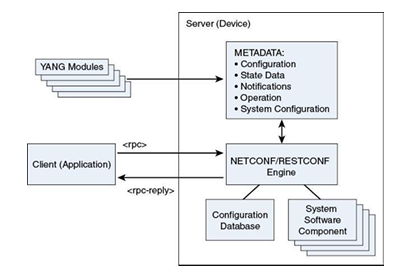 Server (Device)
METADATA:
• Configuration
• State Data
• Notifications
• Operation
• System Configuration
YANG Modules
<rpc>
Client (Application)
NETCONF/RESTCONF
Engine
<rpc-reply>
Configuration
Database
System
Software
Component